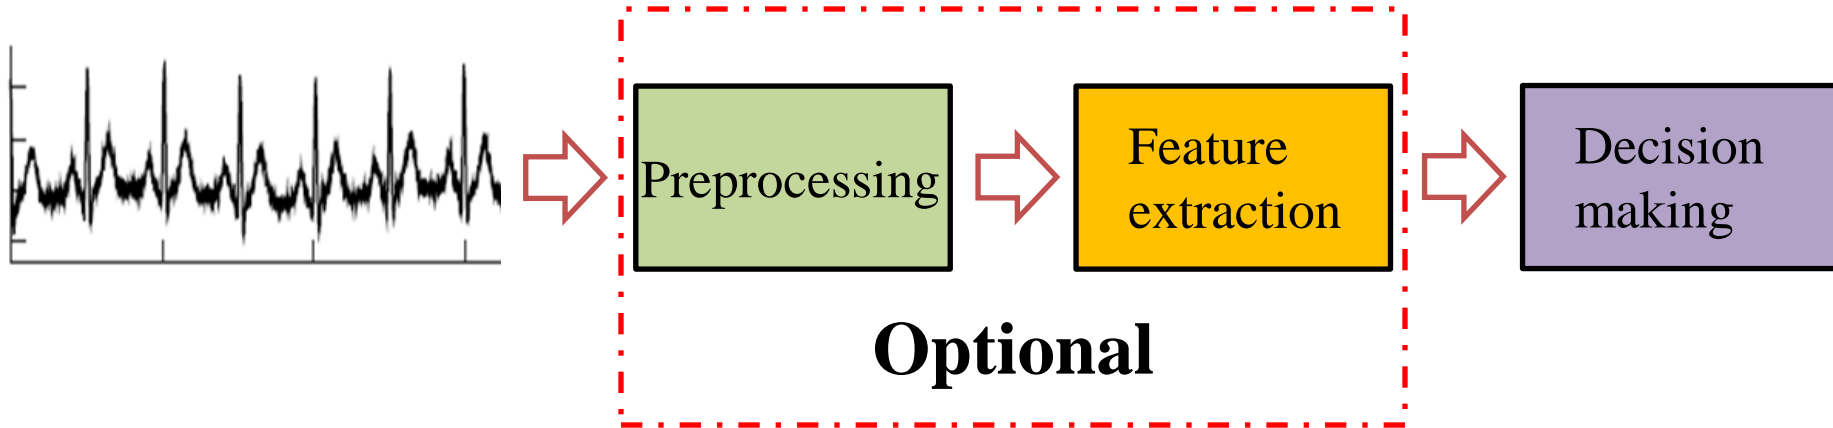 Preprocessing
Feature
extraction
Decision
making
Optional